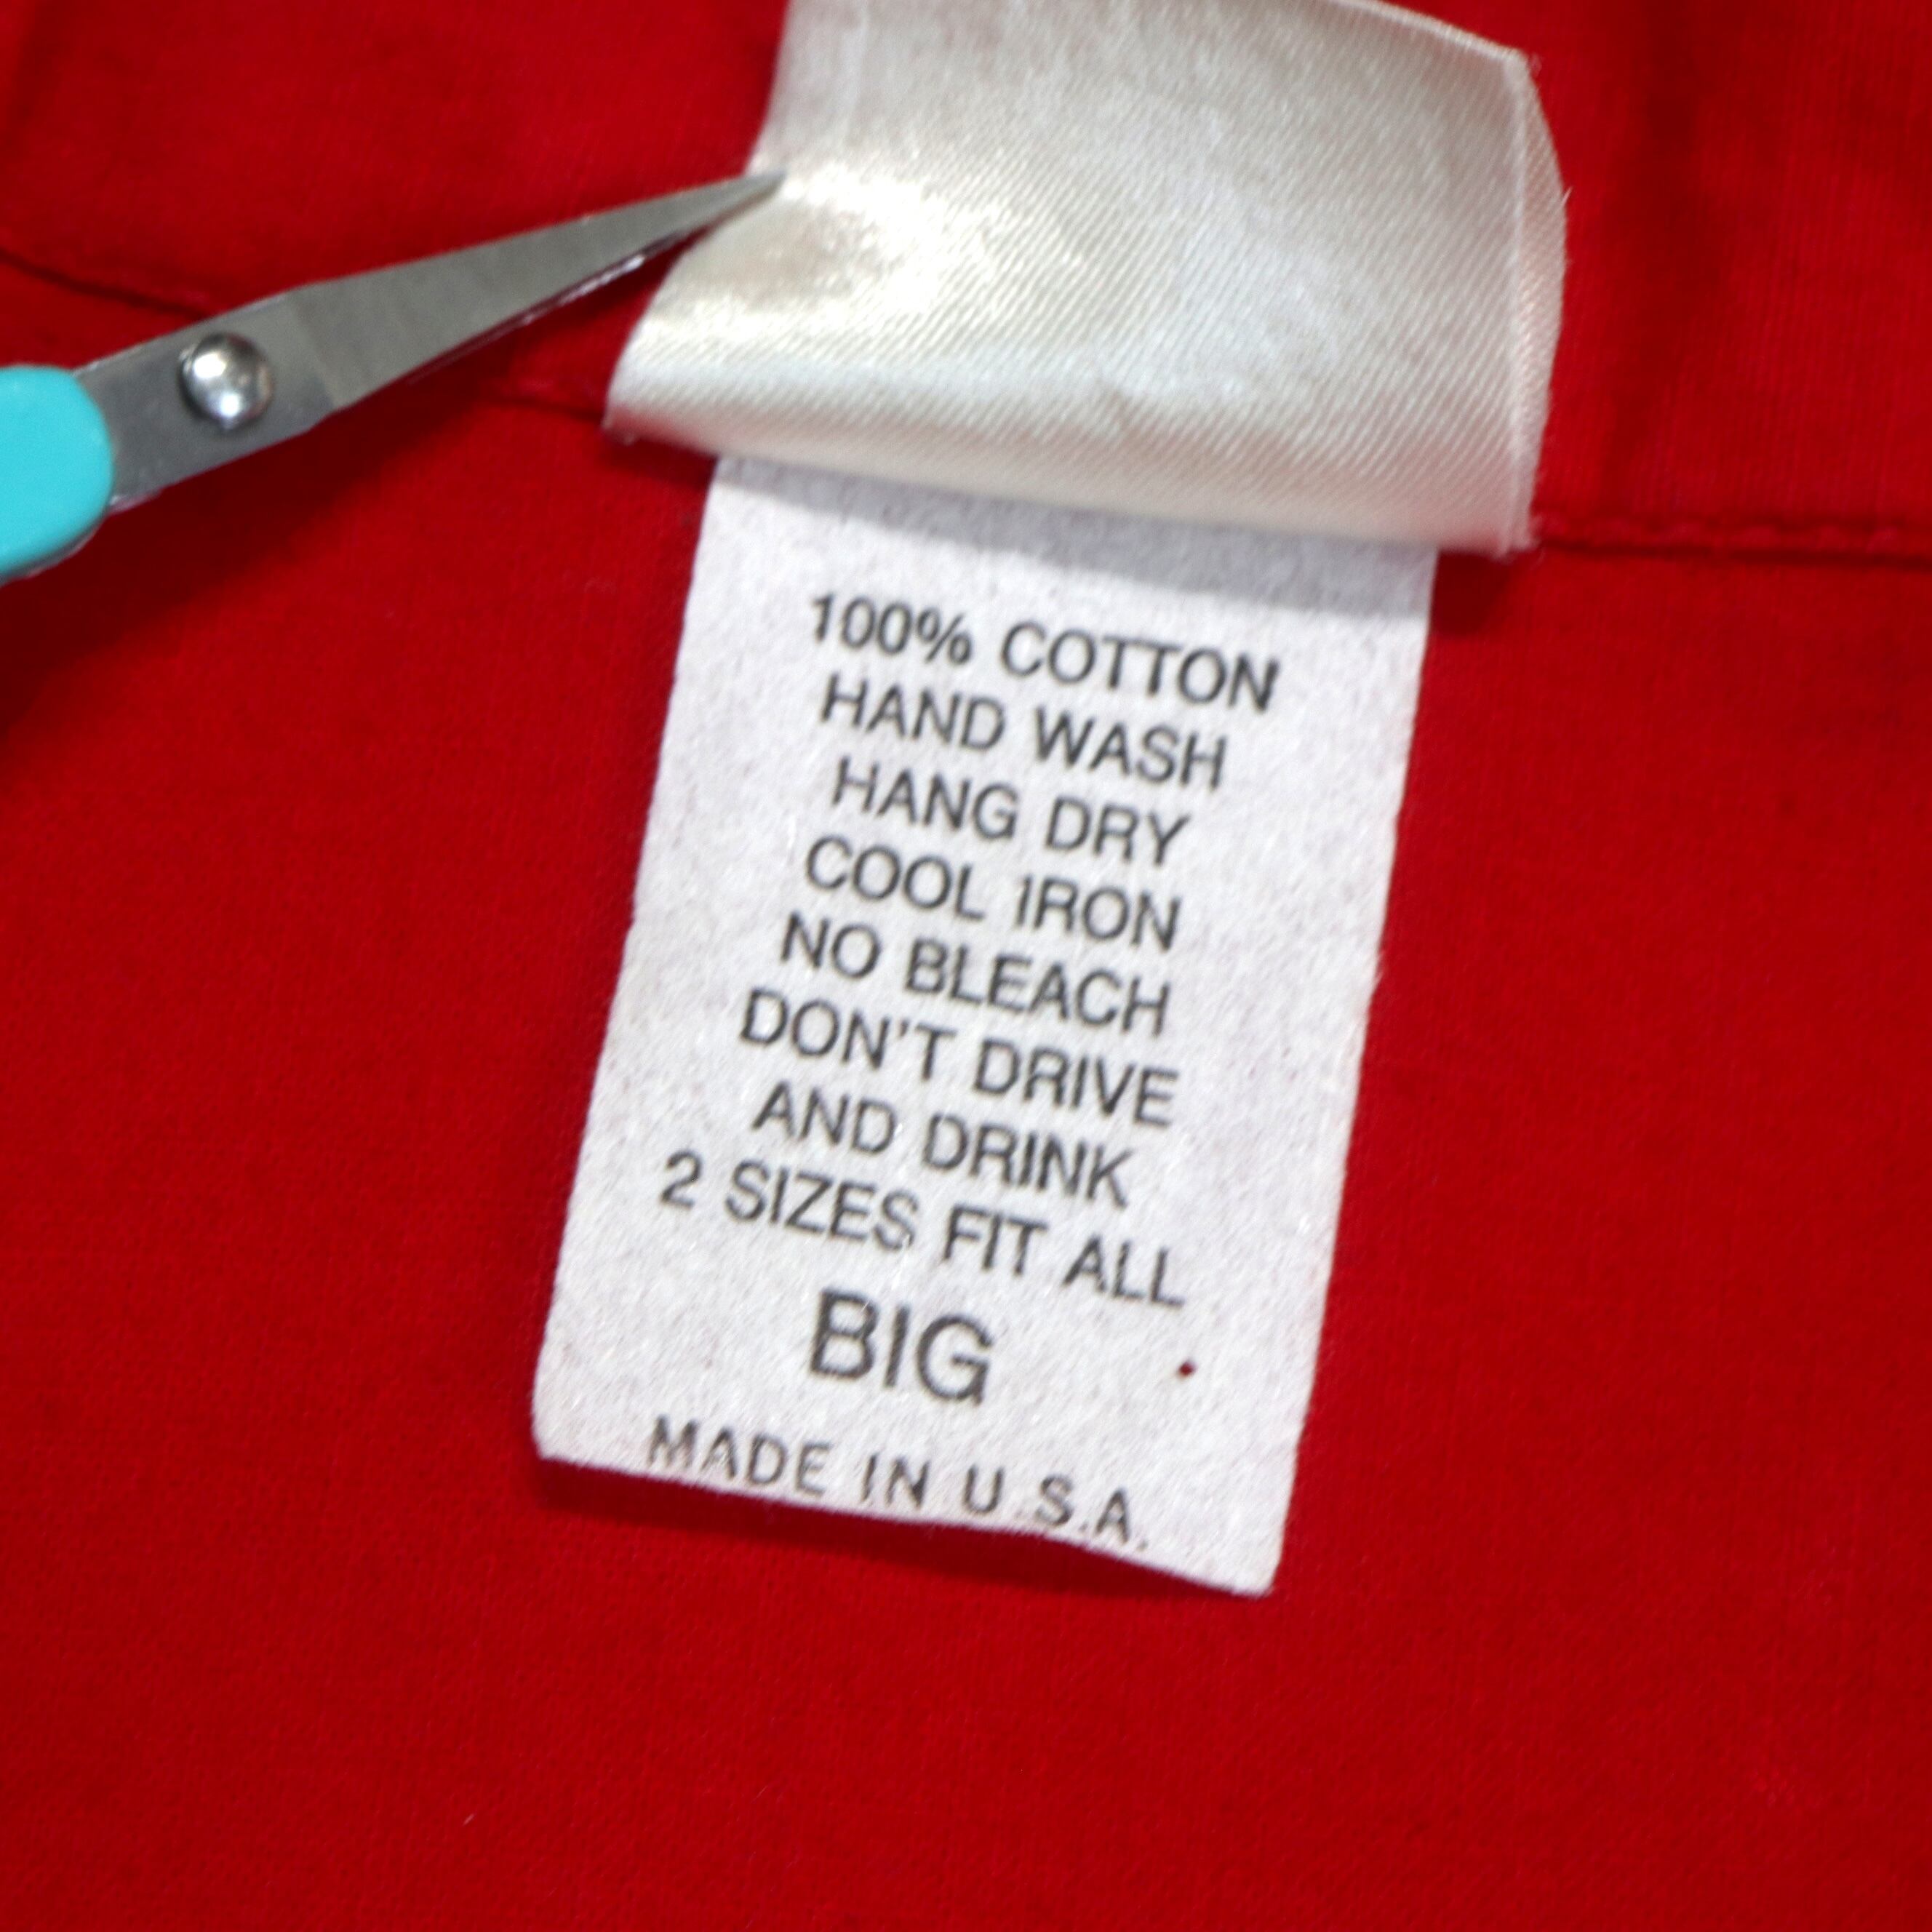 100% COTTON
HAND WASH
HANG DRY
COOL IRON
NO BLEACH
DON'T DRIVE
AND DRINK
2 SIZES FIT ALL
BIG
MADE IN U.S.A.